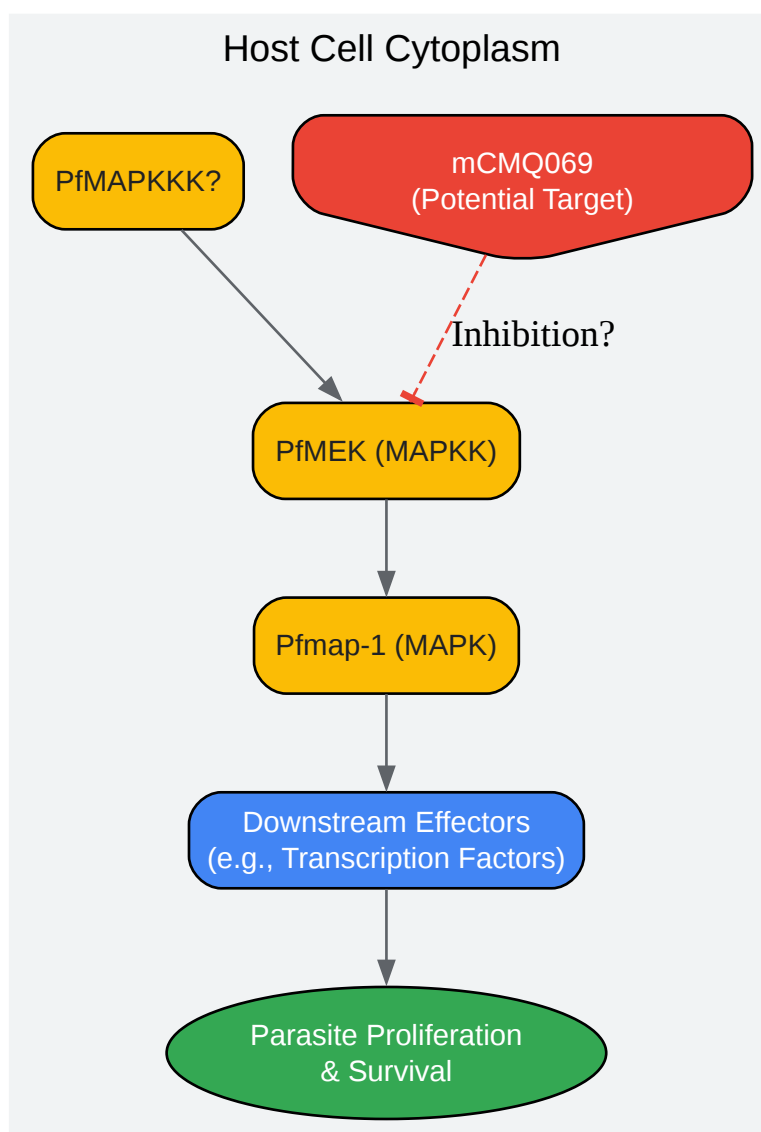 Host Cell Cytoplasm
PfMAPKKK?
mCMQ069
(Potential Target)
Inhibition?
PfMEK (MAPKK)
Pfmap-1 (MAPK)
Downstream Effectors
(e.g., Transcription Factors)
Parasite Proliferation
& Survival